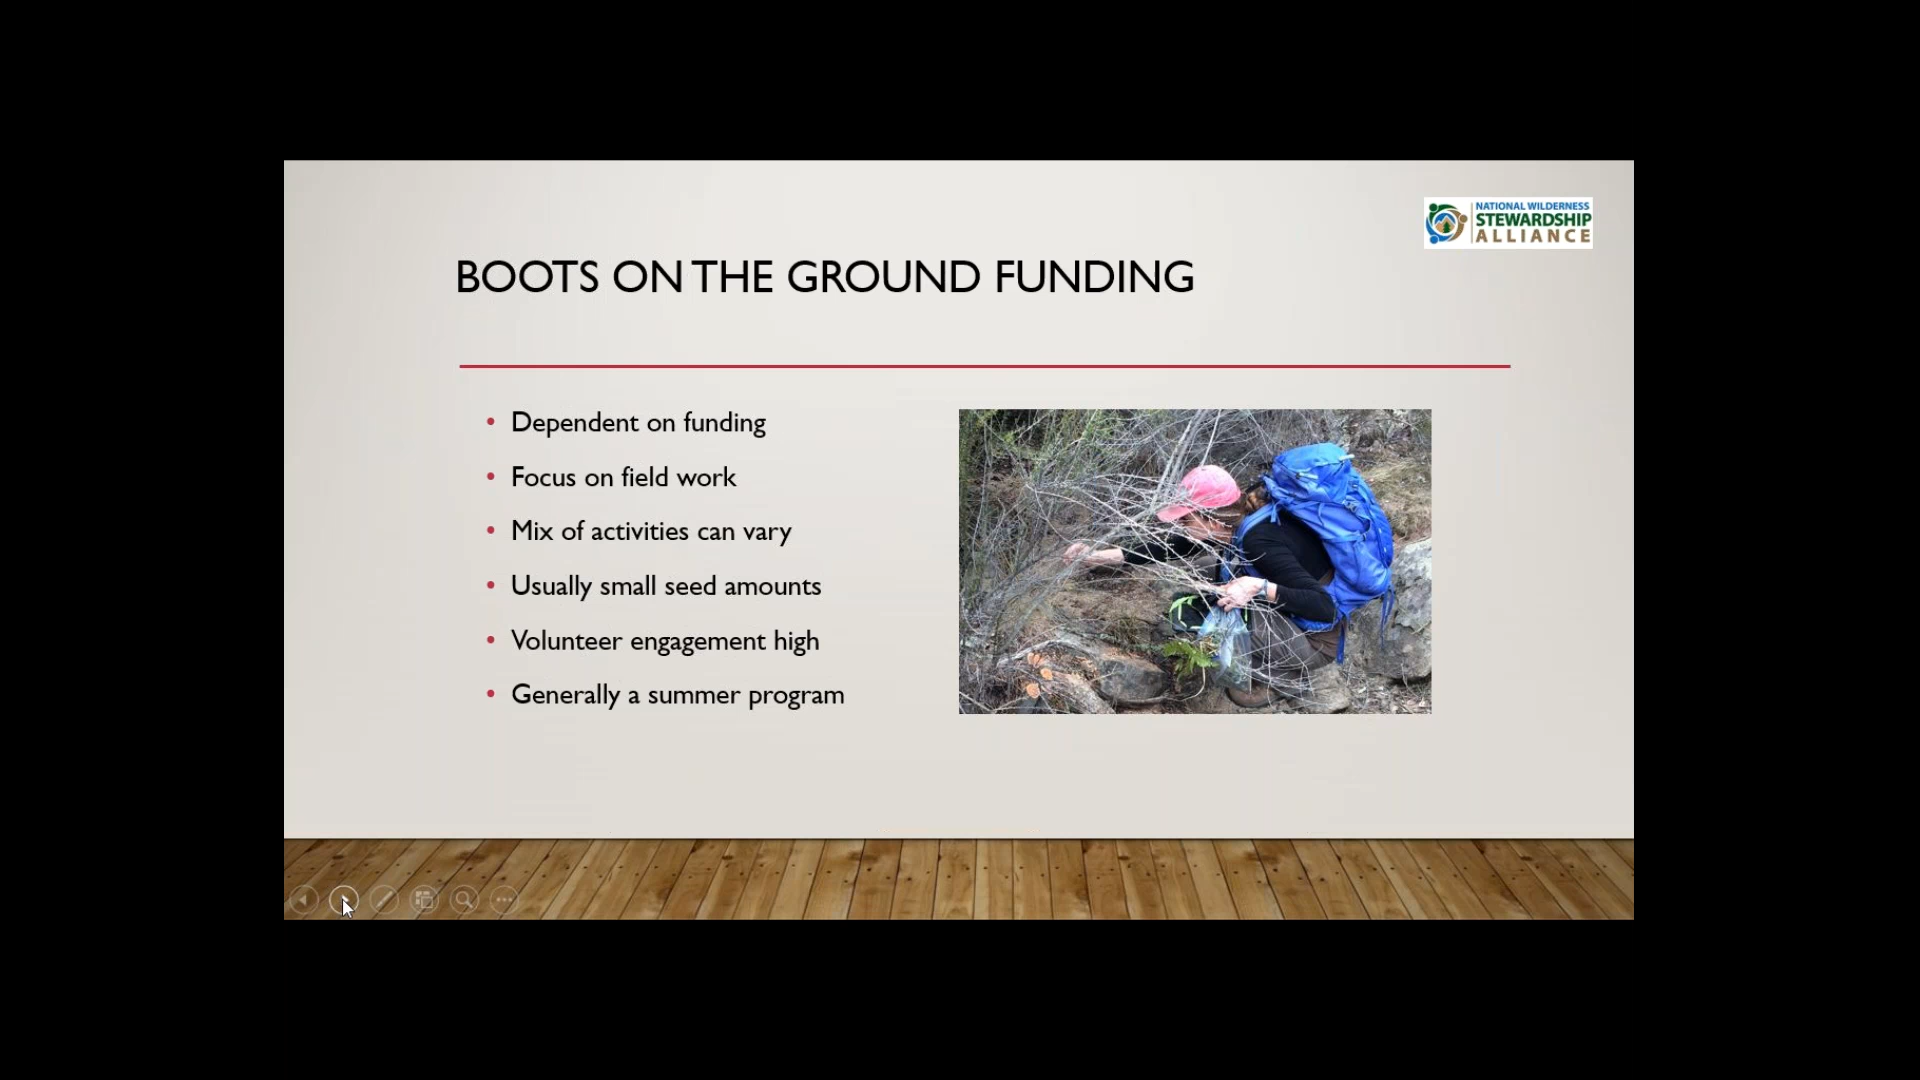 NATIONAL WILDERNESS
STEWARDSHIP
ALLIANCE
BOOTS ON THE GROUND FUNDING
• Dependent on funding
• Focus on field work
• Mix of activities can vary
• Usually small seed amounts
• Volunteer engagement high
• Generally a summer program